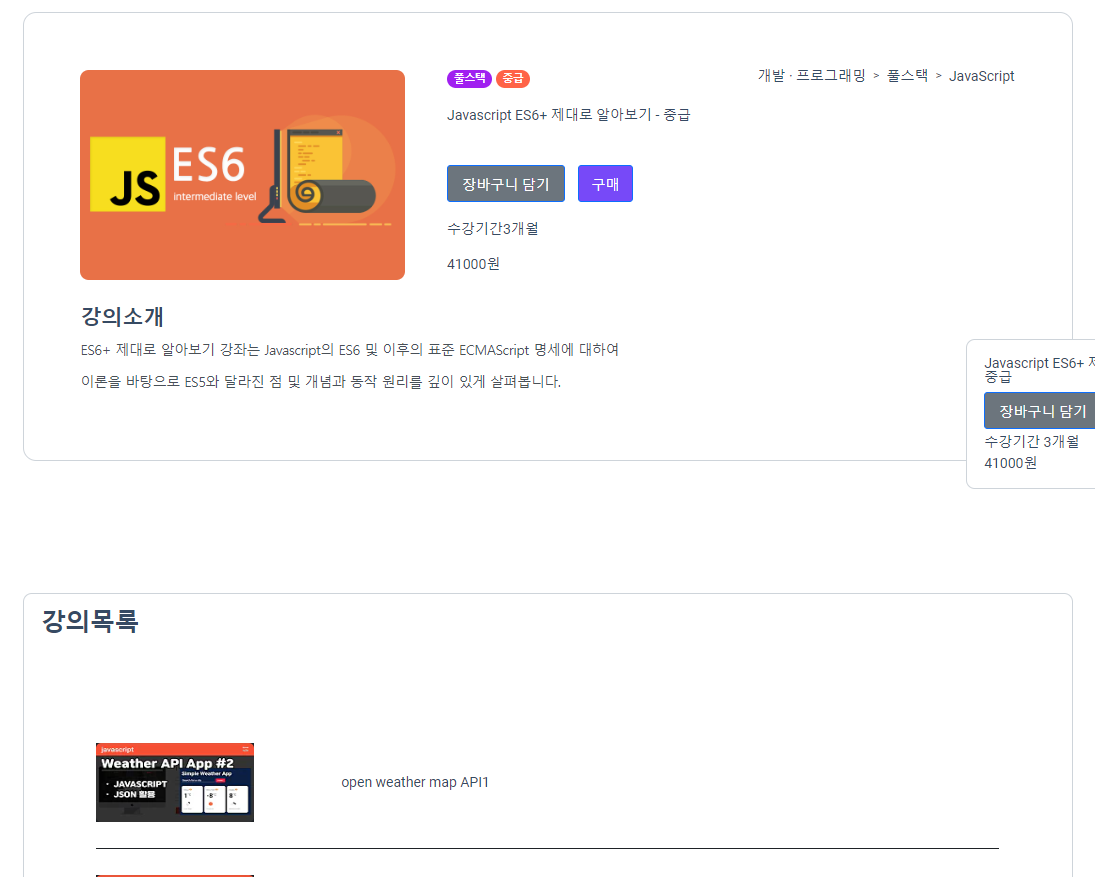 풀스택 중급
개발 · 프로그래밍 > 풀스택 > JavaScript
Javascript ES6+ 제대로 알아보기 - 중급
JS ES6
intermediate level
장바구니 담기 구매
수강기간3개월
41000원
강의소개
ES6+ 제대로 알아보기 강좌는 Javascript의 ES6 및 이후의 표준 ECMAScript 명세에 대하여
이론을 바탕으로 ES5와 달라진 점 및 개념과 동작 원리를 깊이 있게 살펴봅니다.
Javascript ES6+
중급
장바구니 담기
수강기간 3개월
41000원
강의목록
javascript
Weather API App #2
Simple Weather App
• JAVASCRIPT
• JSON 활용
open weather map API1